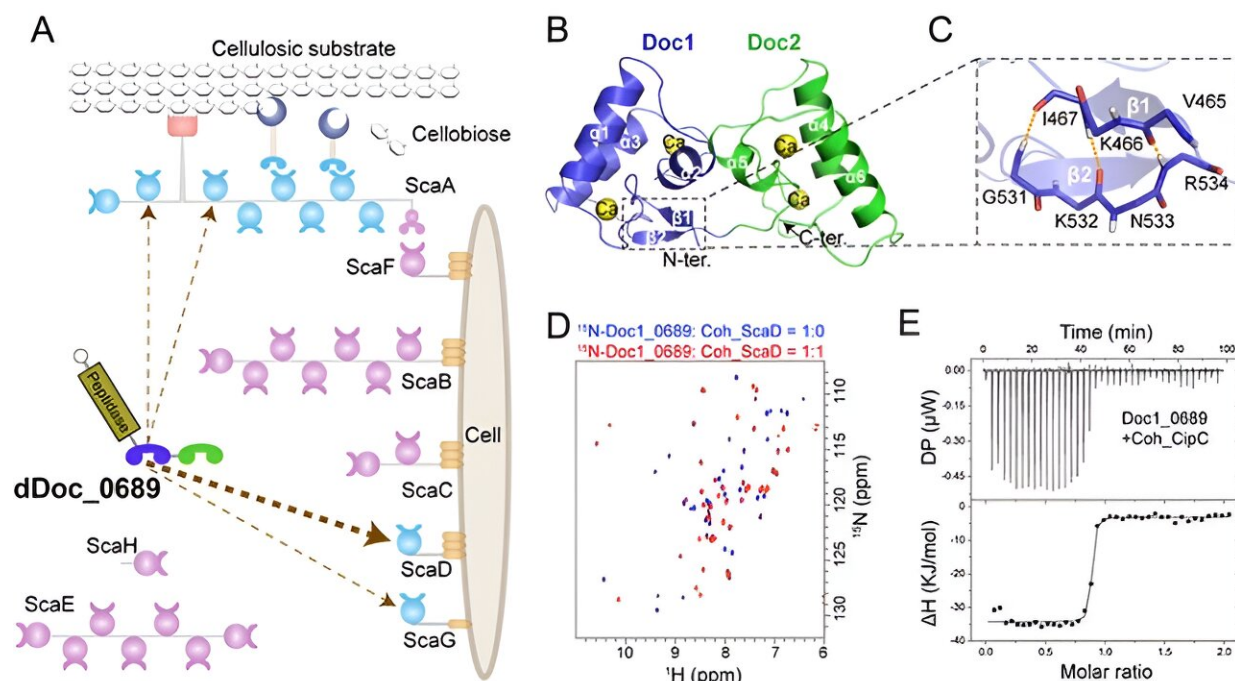 A
Cellulosic substrate
Cellobiose
ScaA
ScaF
ScaB
Peptidase
Cell
dDoc_0689
ScaC
ScaH
ScaD
ScaE
ScaG
B
Doc1
Doc2
α1
α3
Ca
α2
α4
Ca
α5
α6
Ca
Ca
β1
β2
C-ter.
N-ter.
C
I467
β1
V465
K466
β2
G531
R534
K532
N533
D
¹⁵N-Doc1_0689: Coh_ScaD = 1:0
¹⁵N-Doc1_0689: Coh_ScaD = 1:1
110
115
120
125
130
¹⁵N (ppm)
10 9 8 7 6
¹H (ppm)
E
Time (min)
0 20 40 60 80 100
0.00
-0.15
-0.30
-0.45
DP (µW)
Doc1_0689
+Coh_CipC
0
-10
-20
-30
-40
ΔH (KJ/mol)
0.0 0.5 1.0 1.5 2.0
Molar ratio